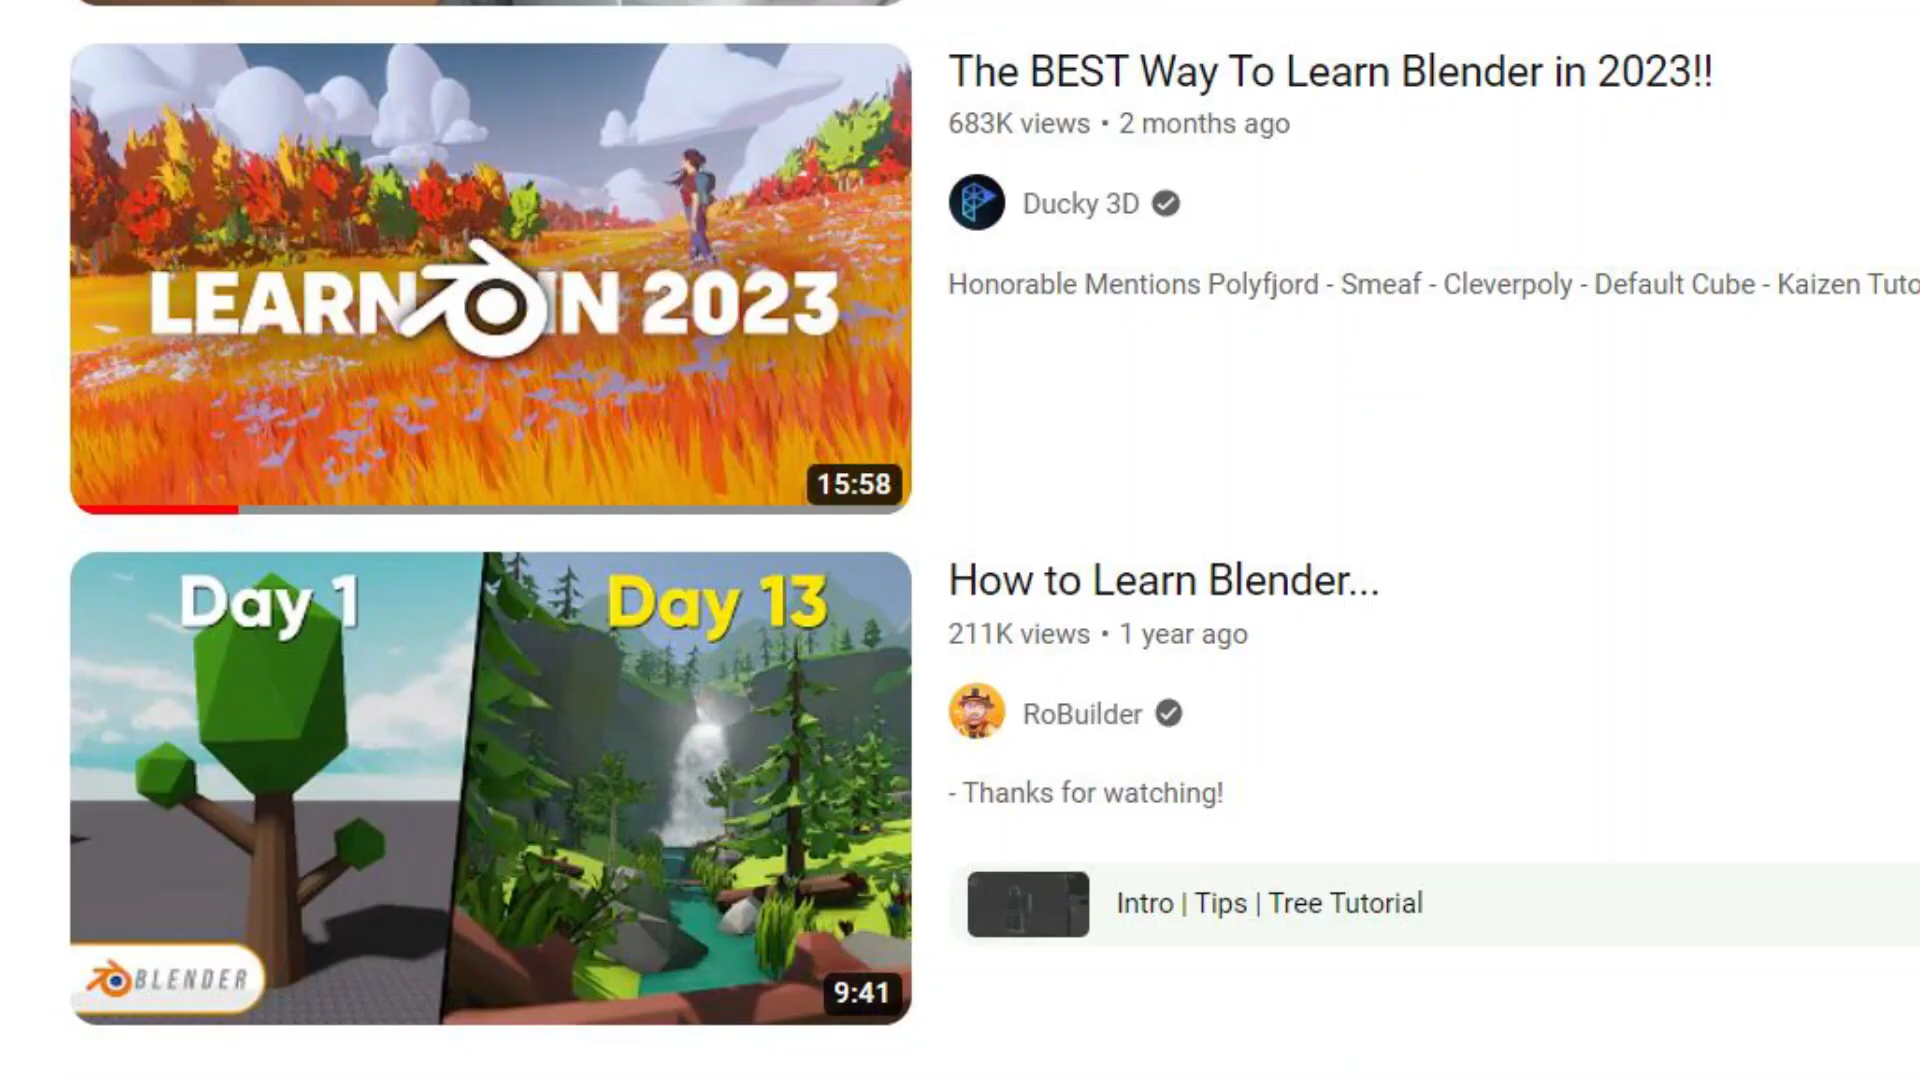 LEARN IN 2023
15:58
The BEST Way To Learn Blender in 2023!!
683K views • 2 months ago
Ducky 3D
Honorable Mentions Polyfjord - Smeaf - Cleverpoly - Default Cube - Kaizen Tuto
Day 1
Day 13
BLENDER
9:41
How to Learn Blender...
211K views • 1 year ago
RoBuilder
- Thanks for watching!
Intro | Tips | Tree Tutorial